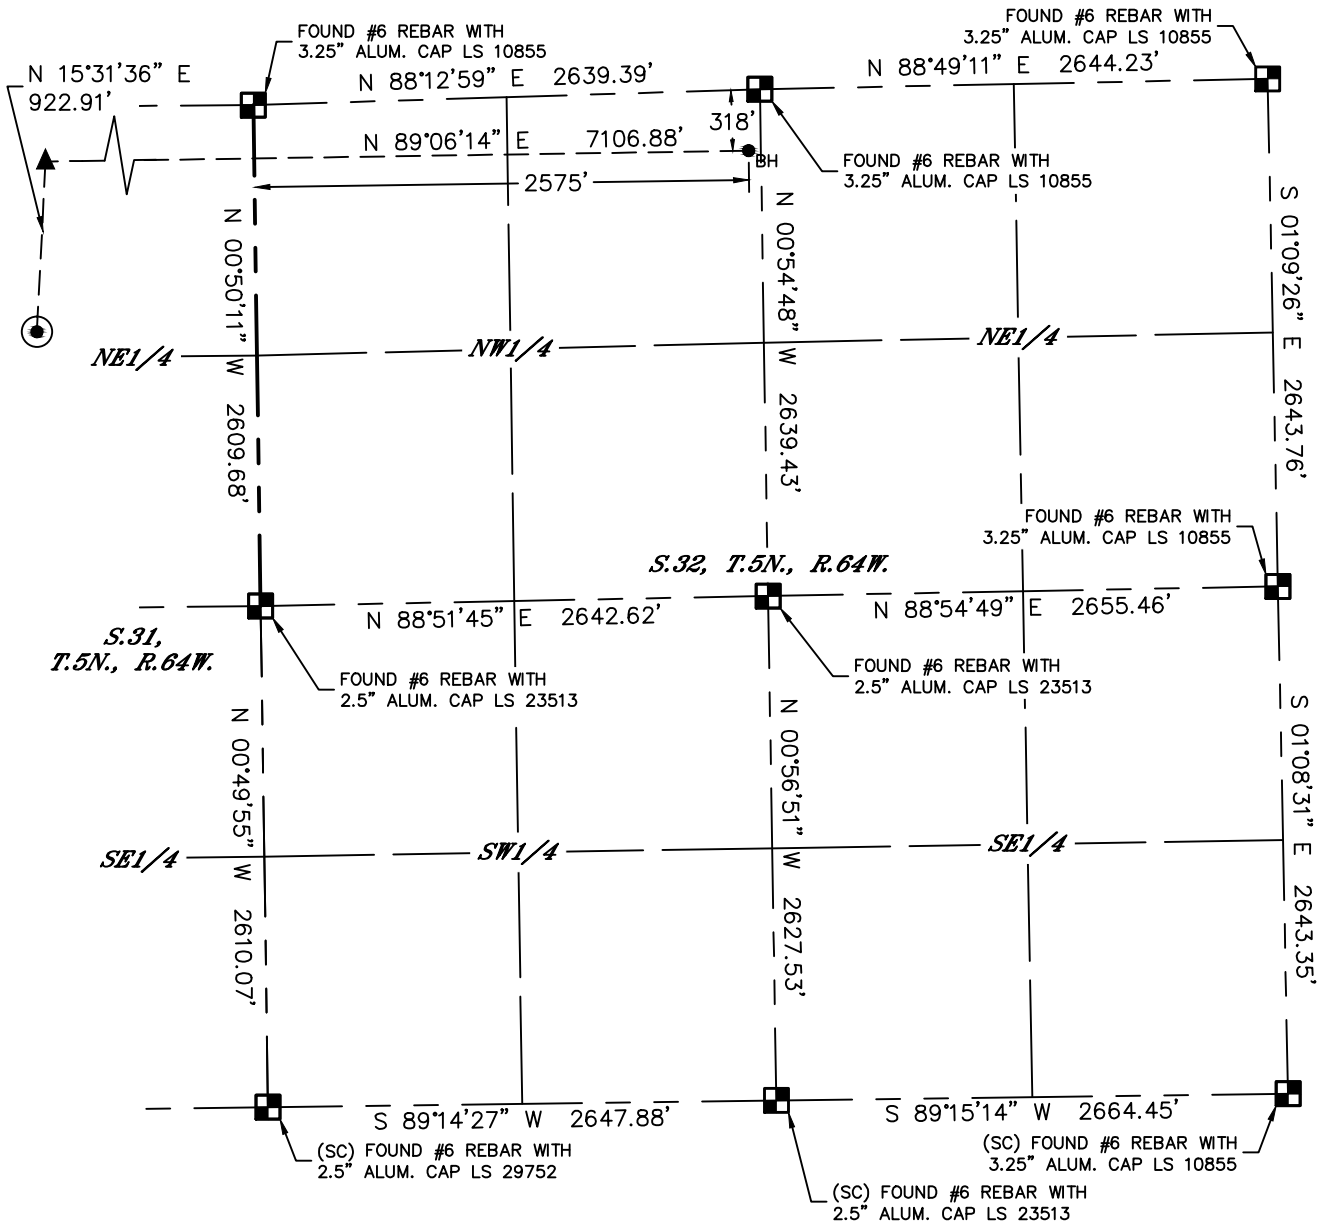 FOUND #6 REBAR WITH
3.25" ALUM. CAP LS 10855
FOUND #6 REBAR WITH
3.25" ALUM. CAP LS 10855
N 15°31'36" E
922.91'
N 88°12'59" E 2639.39'
N 88°49'11" E 2644.23'
318'
N 89°06'14" E 7106.88'
BH
FOUND #6 REBAR WITH
3.25" ALUM. CAP LS 10855
2575'
N 00°50'11" W 2609.68'
N 00°54'48" W 2639.43'
S 01°09'26" E 2643.76'
NE1/4
NW1/4
NE1/4
FOUND #6 REBAR WITH
3.25" ALUM. CAP LS 10855
S.32, T.5N., R.64W.
N 88°51'45" E 2642.62'
N 88°54'49" E 2655.46'
S.31,
T.5N., R.64W.
FOUND #6 REBAR WITH
2.5" ALUM. CAP LS 23513
FOUND #6 REBAR WITH
2.5" ALUM. CAP LS 23513
N 00°49'55" W 2610.07'
N 00°56'51" W 2627.53'
S 01°08'31" E 2643.35'
SE1/4
SW1/4
SE1/4
S 89°14'27" W 2647.88'
S 89°15'14" W 2664.45'
(SC) FOUND #6 REBAR WITH
2.5" ALUM. CAP LS 29752
(SC) FOUND #6 REBAR WITH
3.25" ALUM. CAP LS 10855
(SC) FOUND #6 REBAR WITH
2.5" ALUM. CAP LS 23513